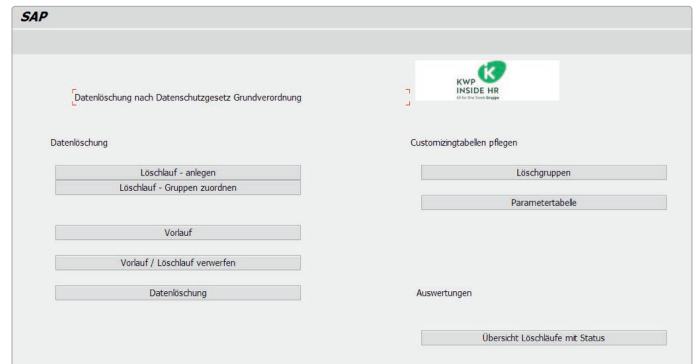 SAP
KWP
INSIDE HR
Datenlöschung nach Datenschutzgesetz Grundverordnung
Datenlöschung
Löschlauf - anlegen
Löschlauf - Gruppen zuordnen
Vorlauf
Vorlauf / Löschlauf verwerfen
Datenlöschung
Customizingtabellen pflegen
Löschgruppen
Parametertabelle
Auswertungen
Übersicht Löschläufe mit Status